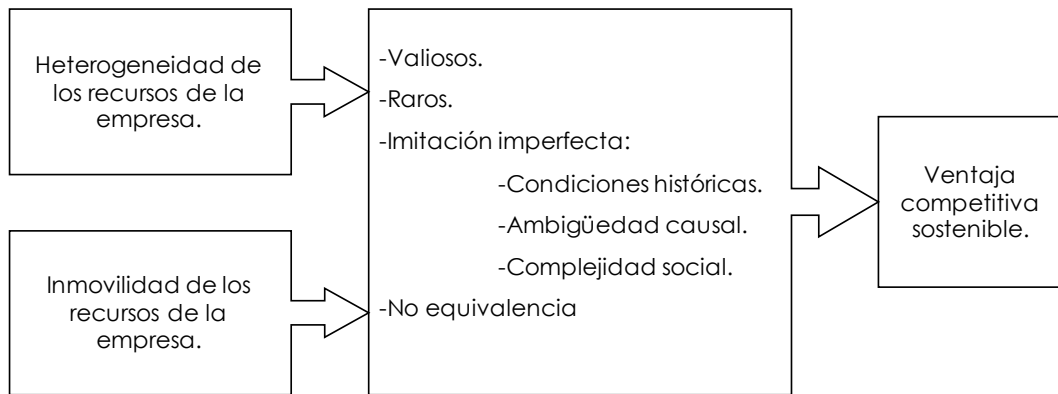 Heterogeneidad de
los recursos de la
empresa.
Inmovilidad de los
recursos de la
empresa.
-Valiosos.
-Raros.
-Imitación imperfecta:
-Condiciones históricas.
-Ambigüedad causal.
-Complejidad social.
-No equivalencia
Ventaja
competitiva
sostenible.